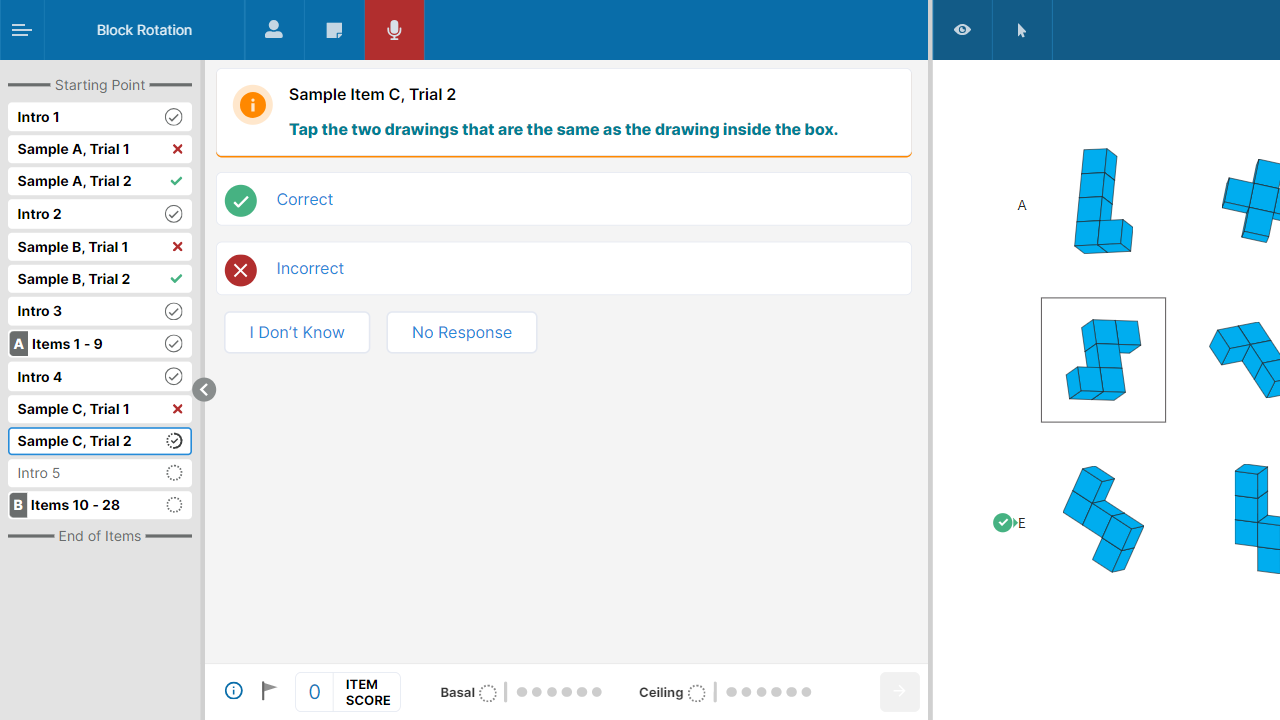 Block Rotation
Starting Point
Intro 1
Sample A, Trial 1
Sample A, Trial 2
Intro 2
Sample B, Trial 1
Sample B, Trial 2
Intro 3
A Items 1 - 9
Intro 4
Sample C, Trial 1
Sample C, Trial 2
Intro 5
B Items 10 - 28
End of Items
Sample Item C, Trial 2
Tap the two drawings that are the same as the drawing inside the box.
Correct
Incorrect
I Don’t Know
No Response
0
ITEM
SCORE
Basal
Ceiling
A
E